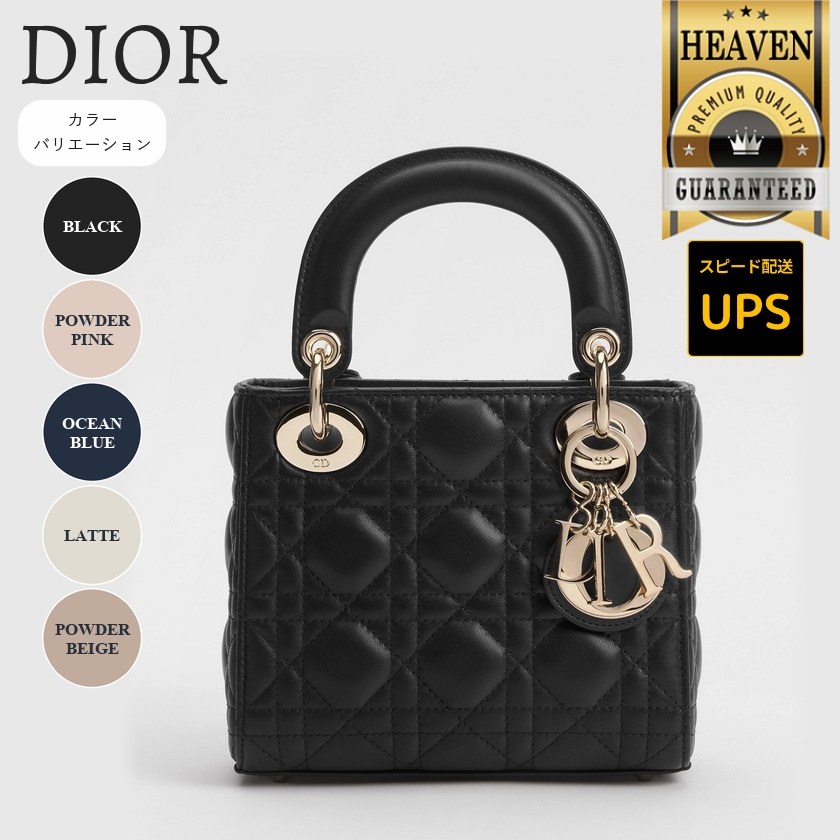 DIOR
カラー
バリエーション
BLACK
POWDER
PINK
OCEAN
BLUE
LATTE
POWDER
BEIGE
HEAVEN
PREMIUM QUALITY
GUARANTEED
スピード配送
UPS
CD
CD
DIOR